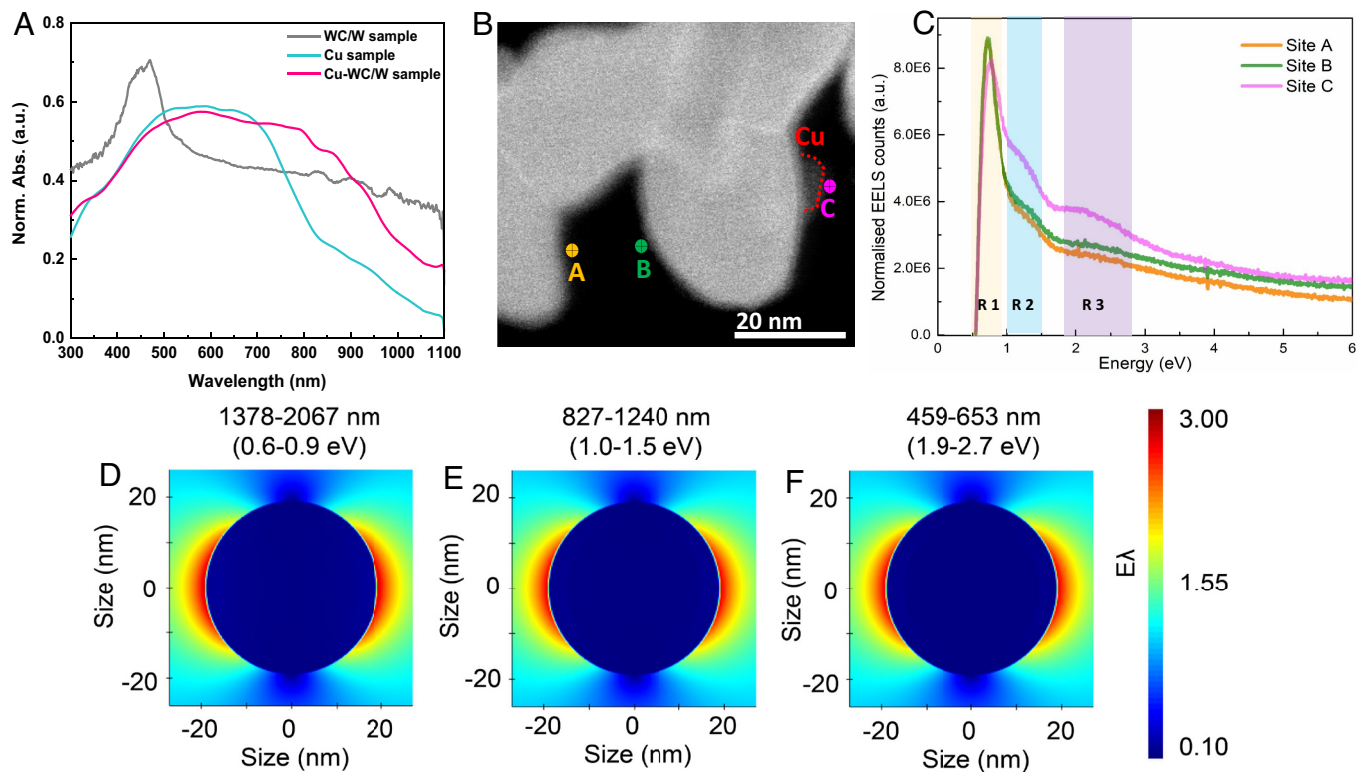 A
Norm. Abs. (a.u.)
0.8
0.6
0.4
0.2
0.0
WC/W sample
Cu sample
Cu-WC/W sample
300 400 500 600 700 800 900 1000 1100
Wavelength (nm)
B
Cu
A
B
C
20 nm
C
Normalised EELS counts (a.u.)
8.0E6
6.0E6
4.0E6
2.0E6
0.0
Site A
Site B
Site C
R 1
R 2
R 3
0 1 2 3 4 5 6
Energy (eV)
1378-2067 nm
(0.6-0.9 eV)
D
Size (nm)
20
0
-20
-20 0 20
Size (nm)
827-1240 nm
(1.0-1.5 eV)
E
Size (nm)
20
0
-20
-20 0 20
Size (nm)
459-653 nm
(1.9-2.7 eV)
F
Size (nm)
20
0
-20
-20 0 20
Size (nm)
Eλ
3.00
1.55
0.10